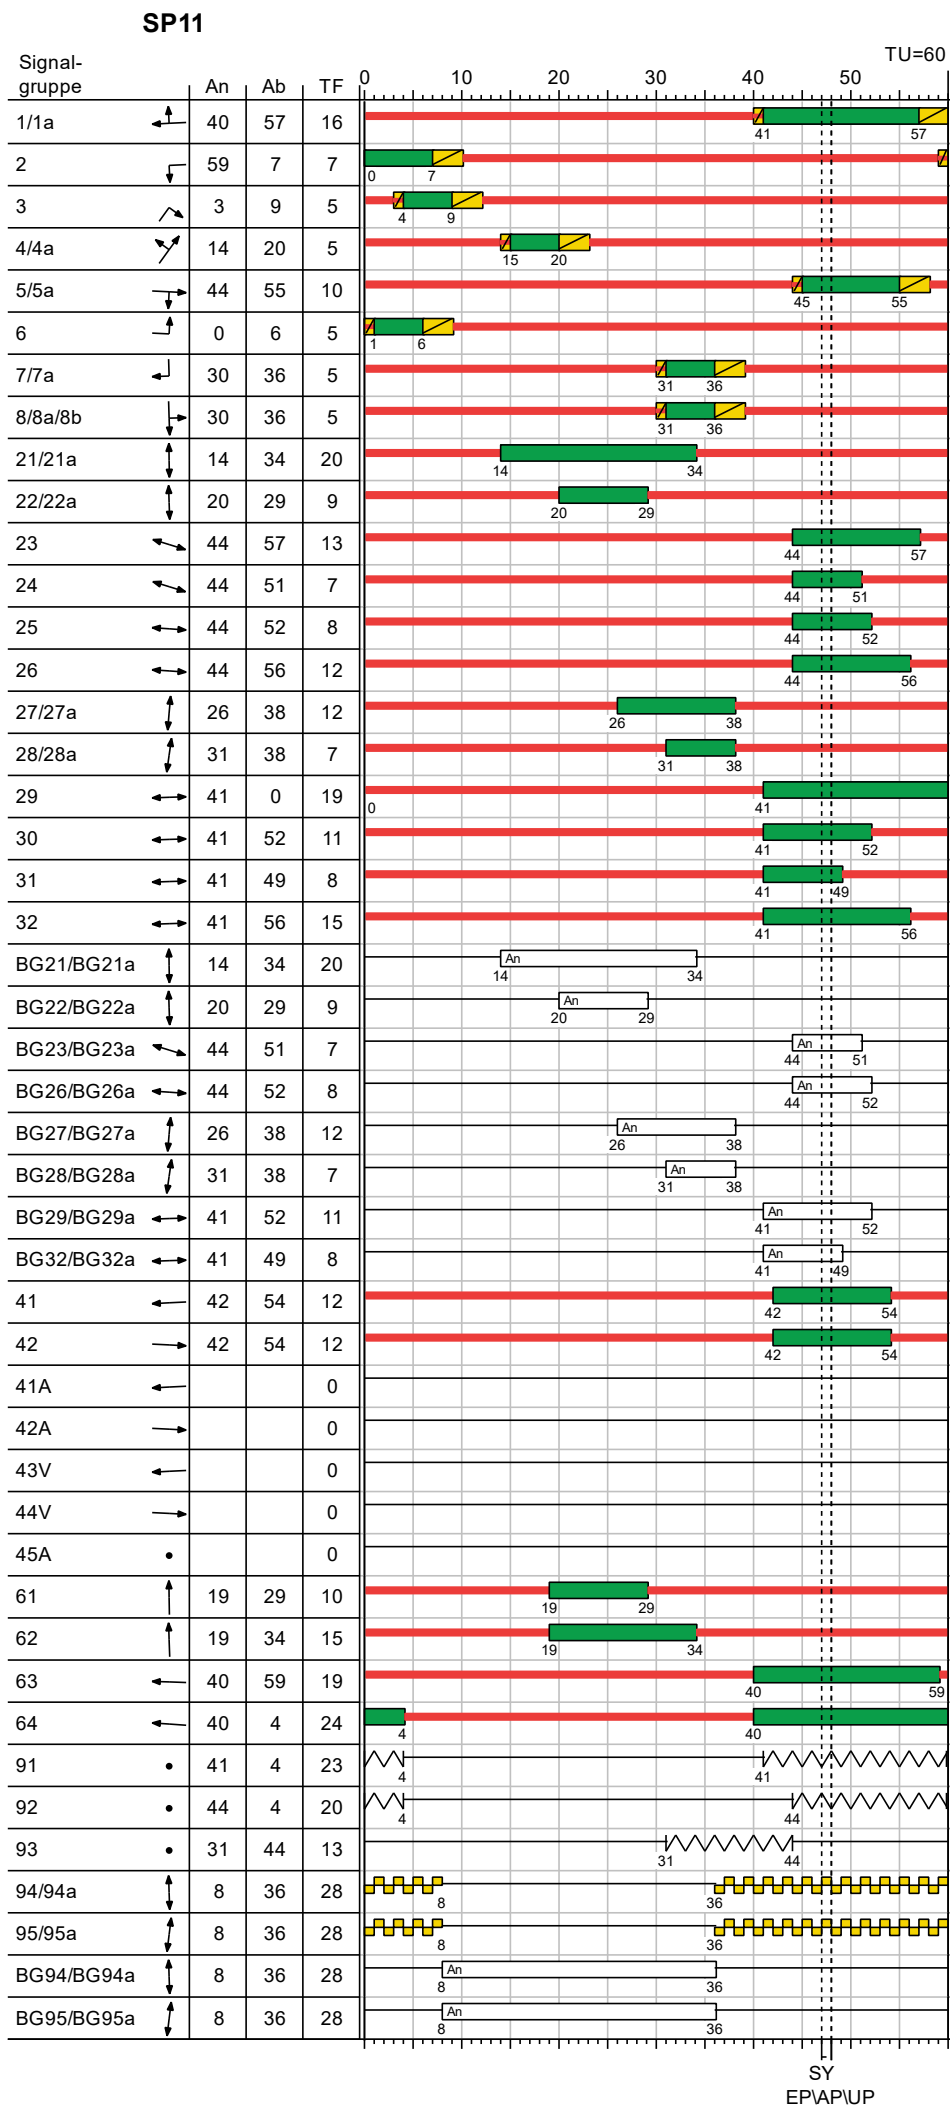 SP11
Signal-
gruppe An Ab TF 0 10 20 30 40 50 TU=60
1/1a 40 57 16 41 57
2 59 7 7 0 7
3 3 9 5 4 9
4/4a 14 20 5 15 20
5/5a 44 55 10 45 55
6 0 6 5 1 6
7/7a 30 36 5 31 36
8/8a/8b 30 36 5 31 36
21/21a 14 34 20 14 34
22/22a 20 29 9 20 29
23 44 57 13 44 57
24 44 51 7 44 51
25 44 52 8 44 52
26 44 56 12 44 56
27/27a 26 38 12 26 38
28/28a 31 38 7 31 38
29 41 0 19 0 41
30 41 52 11 41 52
31 41 49 8 41 49
32 41 56 15 41 56
BG21/BG21a 14 34 20 An 14 34
BG22/BG22a 20 29 9 An 20 29
BG23/BG23a 44 51 7 An 44 51
BG26/BG26a 44 52 8 An 44 52
BG27/BG27a 26 38 12 An 26 38
BG28/BG28a 31 38 7 An 31 38
BG29/BG29a 41 52 11 An 41 52
BG32/BG32a 41 49 8 An 41 49
41 42 54 12 42 54
42 42 54 12 42 54
41A 0
42A 0
43V 0
44V 0
45A 0
61 19 29 10 19 29
62 19 34 15 19 34
63 40 59 19 40 59
64 40 4 24 4 40
91 41 4 23 4 41
92 44 4 20 4 44
93 31 44 13 31 44
94/94a 8 36 28 8 36
95/95a 8 36 28 8 36
BG94/BG94a 8 36 28 An 8 36
BG95/BG95a 8 36 28 An 8 36
SY
EP\AP\UP